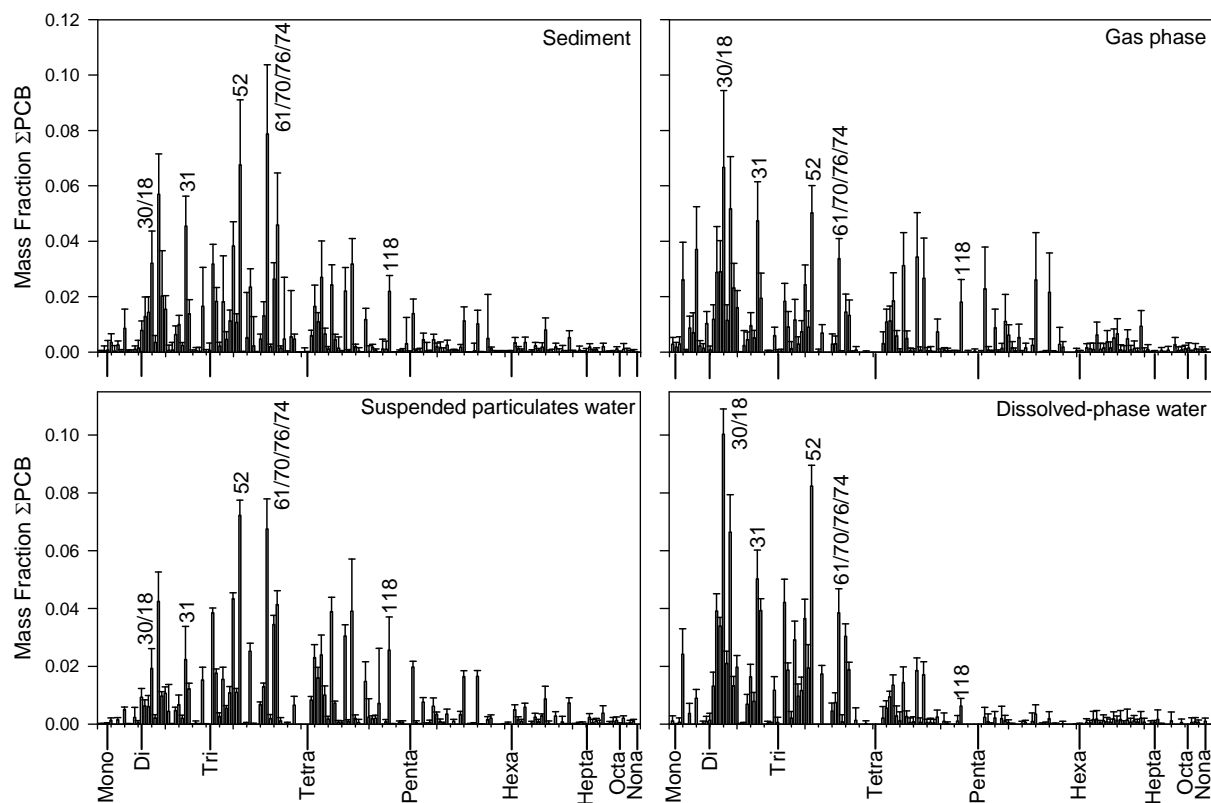 Mass Fraction ΣPCB
0.12
0.10
0.08
0.06
0.04
0.02
0.00
Sediment
30/18
31
52
61/70/76/74
118
Gas phase
30/18
31
52
61/70/76/74
118
Mass Fraction ΣPCB
0.10
0.08
0.06
0.04
0.02
0.00
Suspended particulates water
30/18
31
52
61/70/76/74
118
Dissolved-phase water
30/18
31
52
61/70/76/74
118
Mono
Di
Tri
Tetra
Penta
Hexa
Hepta
Octa
Nona
Mono
Di
Tri
Tetra
Penta
Hexa
Hepta
Octa
Nona